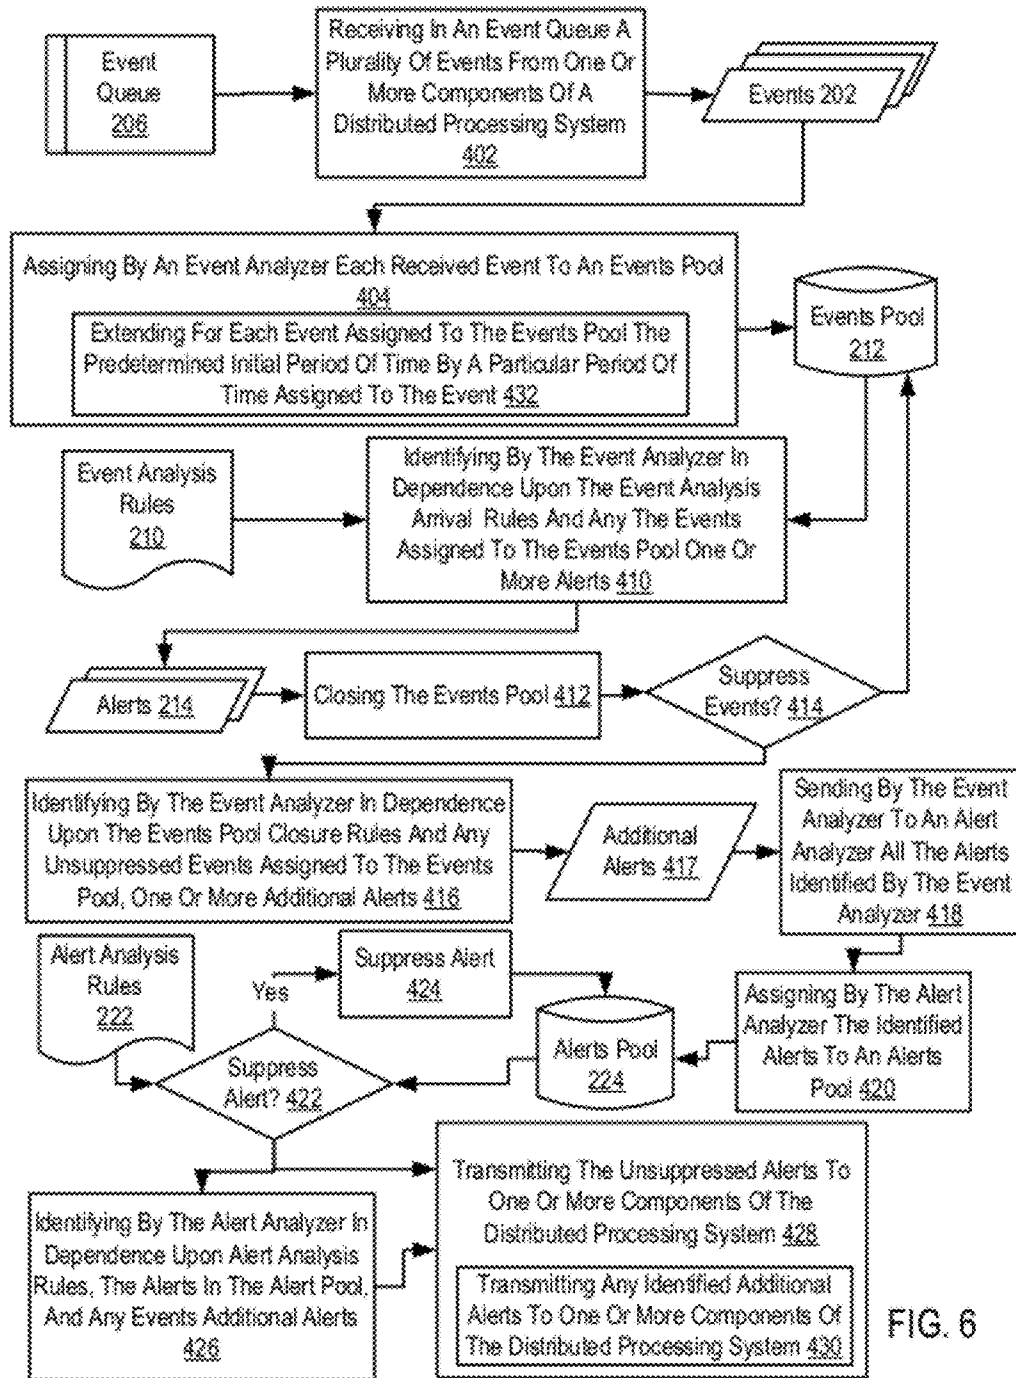 Event
Queue
206
Receiving In An Event Queue A
Plurality Of Events From One Or
More Components Of A
Distributed Processing System
402
Events 202
Assigning By An Event Analyzer Each Received Event To An Events Pool
404
Extending For Each Event Assigned To The Events Pool The
Predetermined Initial Period Of Time By A Particular Period Of
Time Assigned To The Event 432
Events Pool
212
Event Analysis
Rules
210
Identifying By The Event Analyzer In
Dependence Upon The Event Analysis
Arrival Rules And Any The Events
Assigned To The Events Pool One Or
More Alerts 410
Alerts 214
Closing The Events Pool 412
Suppress
Events? 414
Identifying By The Event Analyzer In Dependence
Upon The Events Pool Closure Rules And Any
Unsuppressed Events Assigned To The Events
Pool, One Or More Additional Alerts 416
Additional
Alerts 417
Sending By The Event
Analyzer To An Alert
Analyzer All The Alerts
Identified By The Event
Analyzer 418
Alert Analysis
Rules
222
Yes
Suppress Alert
424
Alerts Pool
224
Assigning By The Alert
Analyzer The Identified
Alerts To An Alerts
Pool 420
Suppress
Alert? 422
Identifying By The Alert Analyzer In
Dependence Upon Alert Analysis
Rules, The Alerts In The Alert Pool,
And Any Events Additional Alerts
426
Transmitting The Unsuppressed Alerts To
One Or More Components Of The
Distributed Processing System 428
Transmitting Any Identified Additional
Alerts To One Or More Components Of
The Distributed Processing System 430
FIG. 6